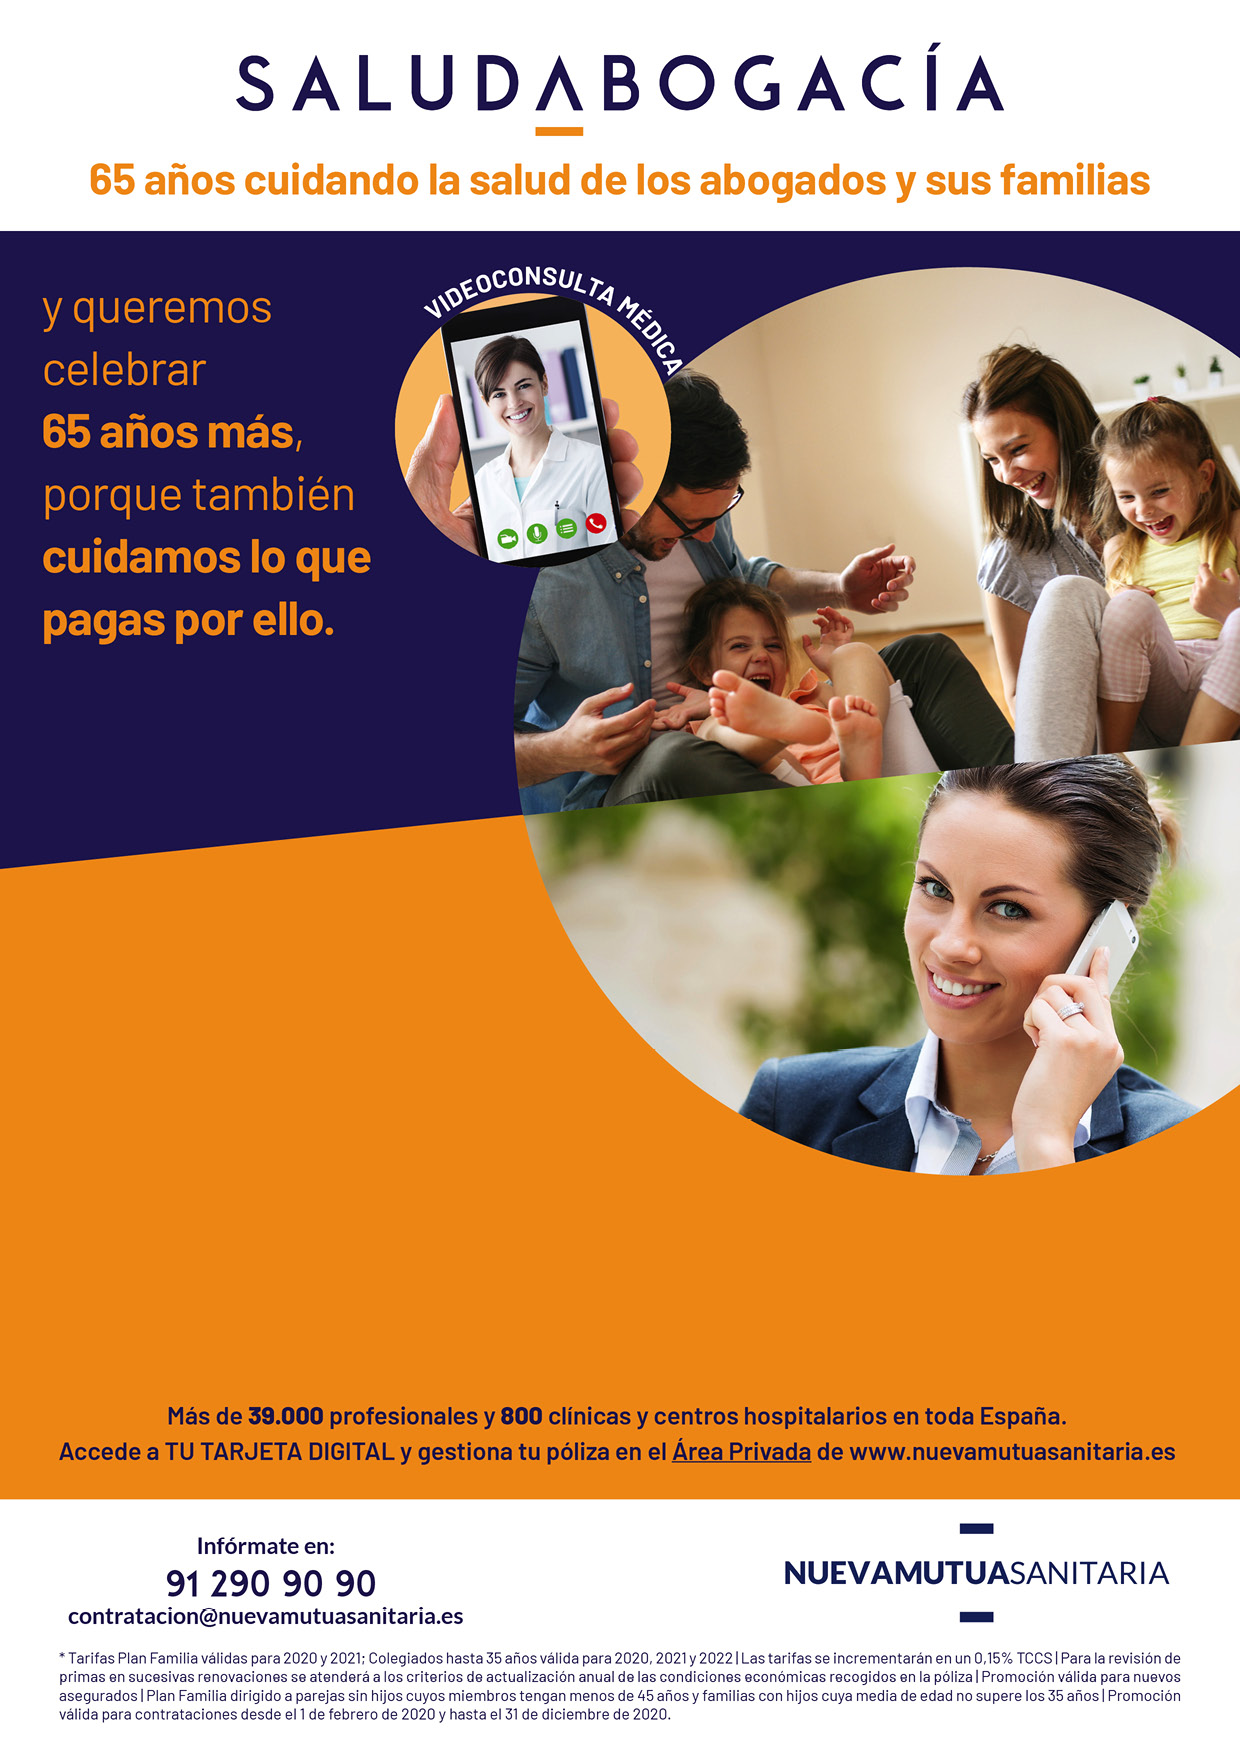 SALUDABOGACÍA
65 años cuidando la salud de los abogados y sus familias
y queremos
celebrar
65 años más,
porque también
cuidamos lo que
pagas por ello.
VIDEOCONSULTA MÉDICA
Más de 39.000 profesionales y 800 clínicas y centros hospitalarios en toda España.
Accede a TU TARJETA DIGITAL y gestiona tu póliza en el Área Privada de www.nuevamutuasanitaria.es
Infórmate en:
91 290 90 90
contratacion@nuevamutuasanitaria.es
NUEVAMUTUASANITARIA
* Tarifas Plan Familia válidas para 2020 y 2021; Colegiados hasta 35 años válida para 2020, 2021 y 2022 | Las tarifas se incrementarán en un 0,15% TCCS | Para la revisión de
primas en sucesivas renovaciones se atenderá a los criterios de actualización anual de las condiciones económicas recogidos en la póliza | Promoción válida para nuevos
asegurados | Plan Familia dirigido a parejas sin hijos cuyos miembros tengan menos de 45 años y familias con hijos cuya media de edad no supere los 35 años | Promoción
válida para contrataciones desde el 1 de febrero de 2020 y hasta el 31 de diciembre de 2020.